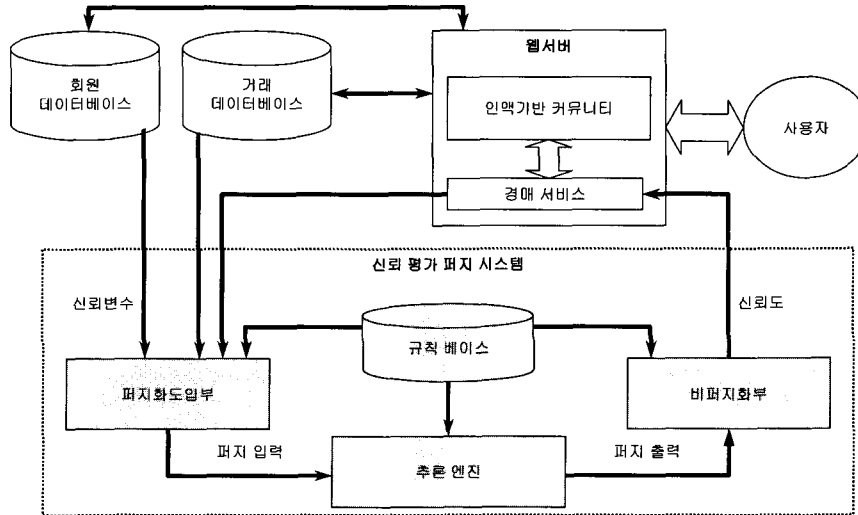 웹서버
회원
데이터베이스
거래
데이터베이스
인맥기반 커뮤니티
사용자
경매 서비스
신뢰 평가 퍼지 시스템
신뢰변수
신뢰도
규칙 베이스
퍼지화도입부
비퍼지화부
퍼지 입력
퍼지 출력
추론 엔진